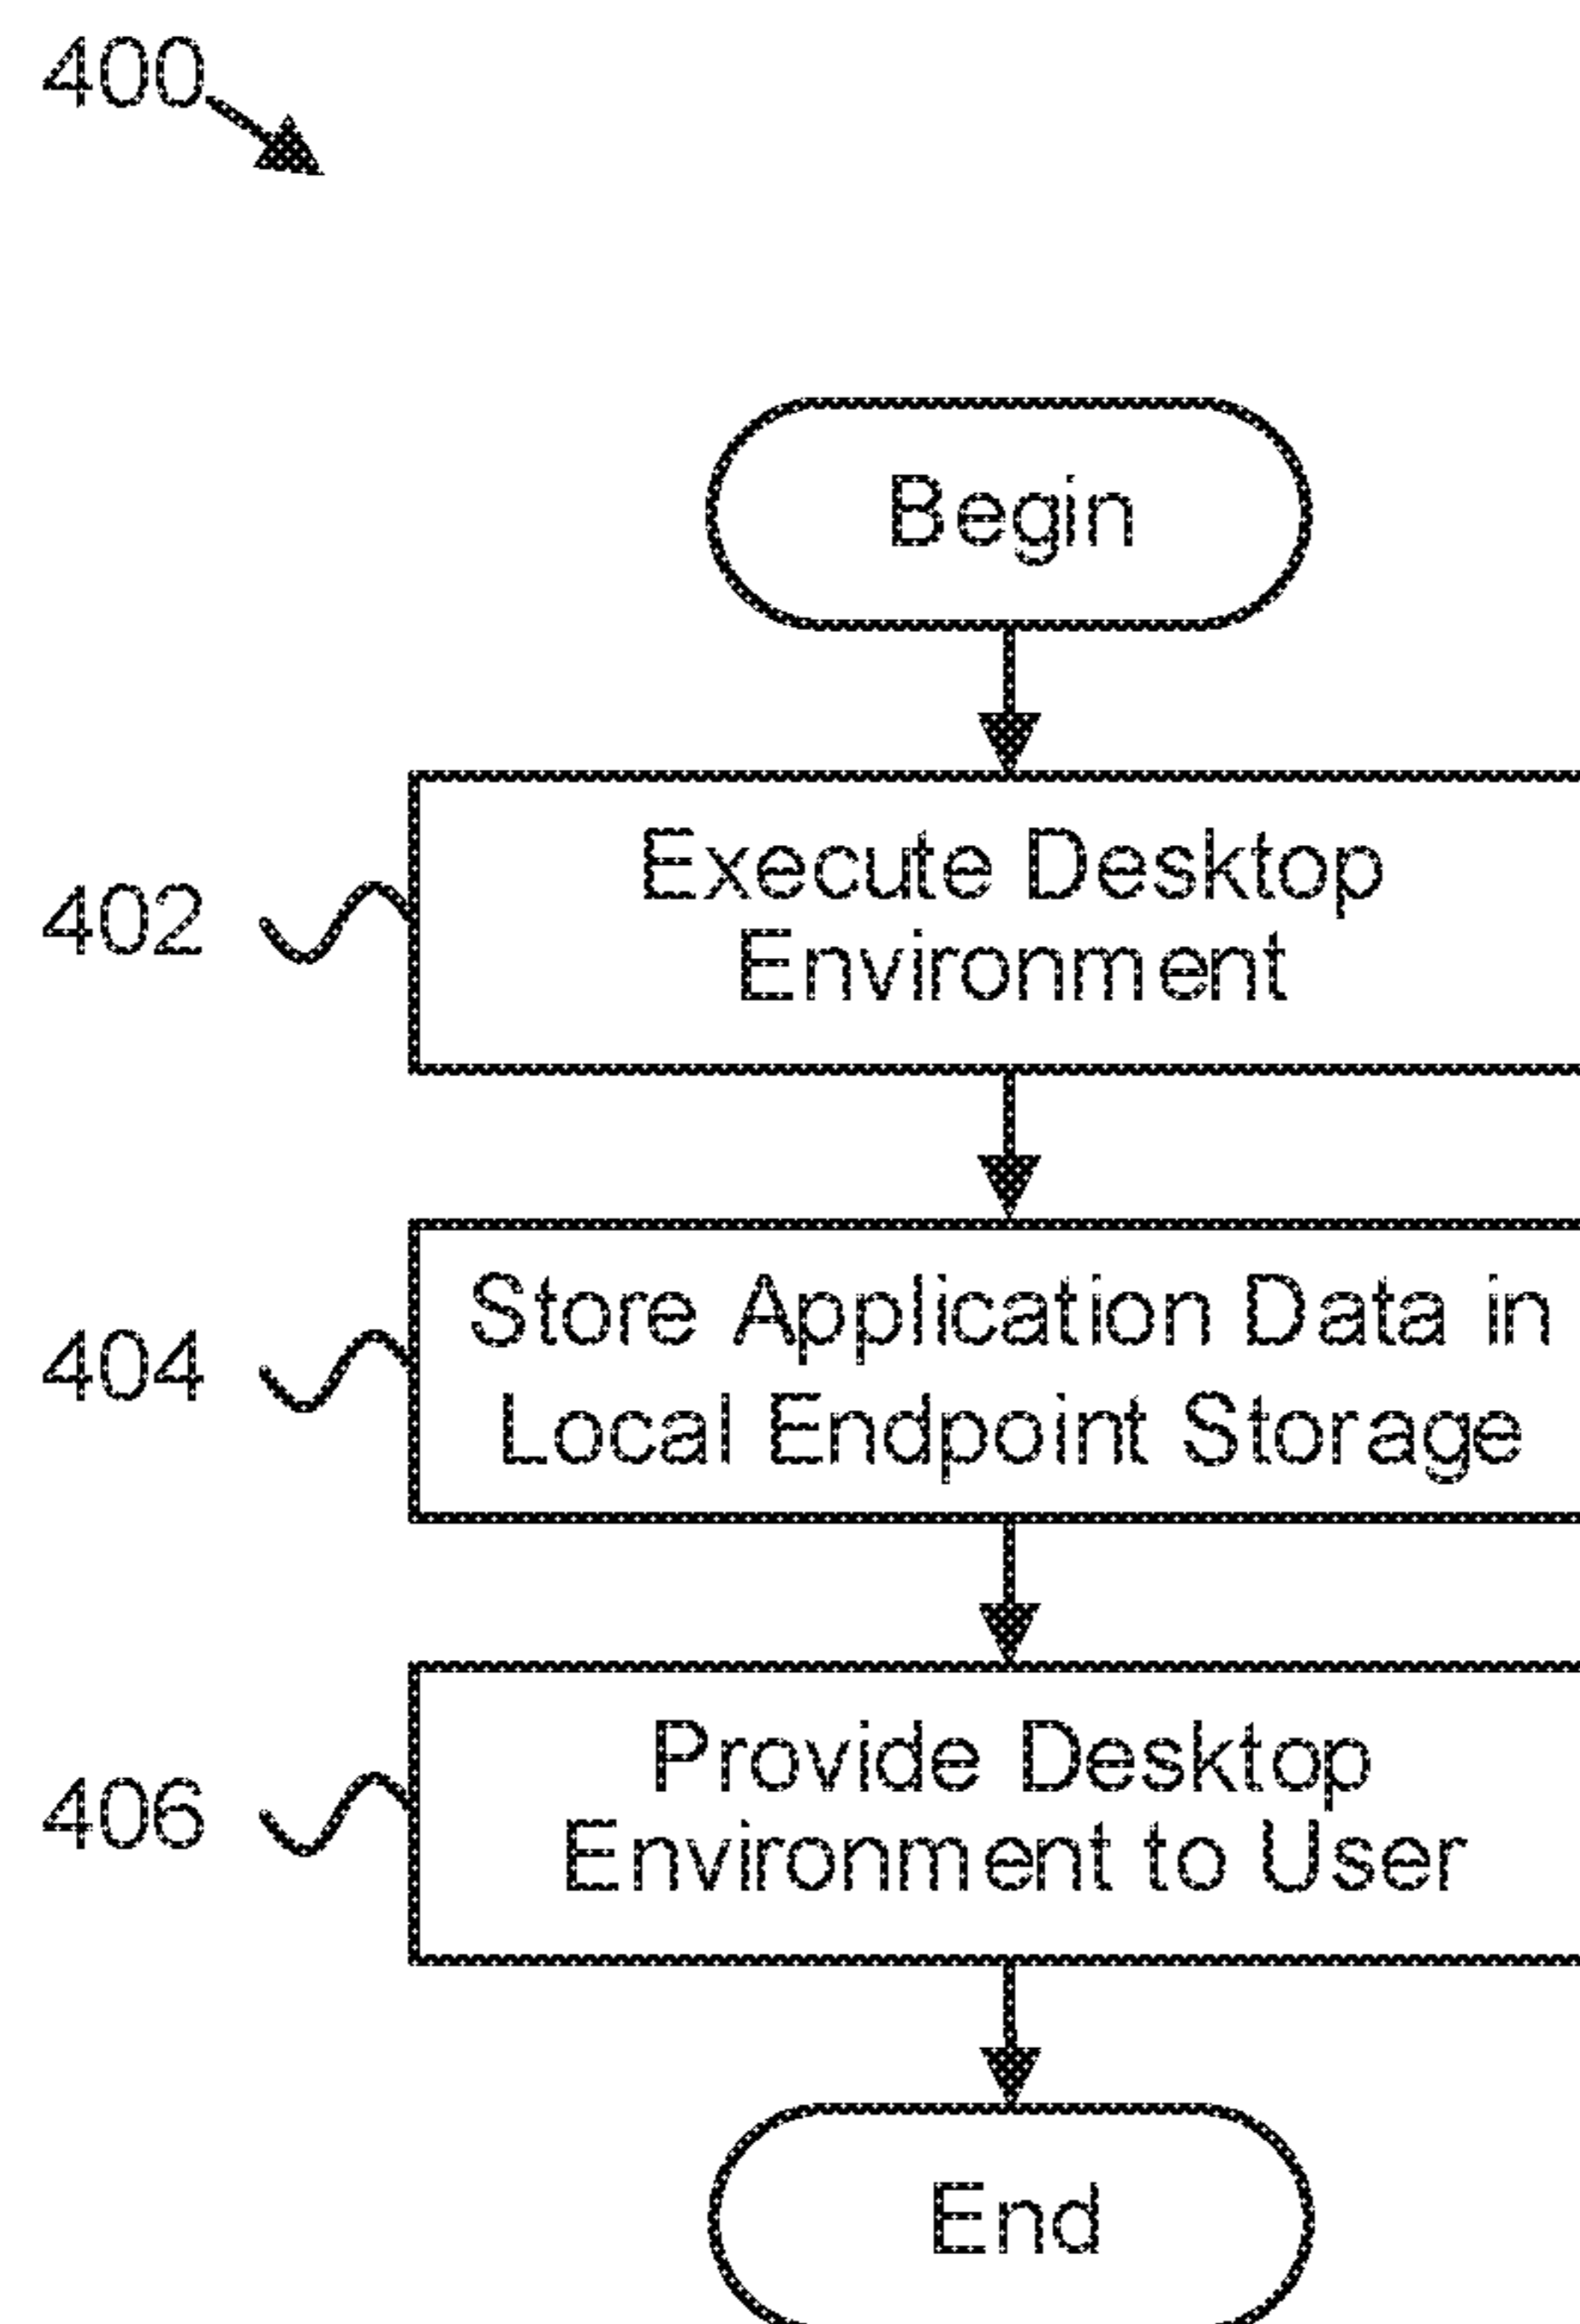 400
Begin
402
Execute Desktop
Environment
404
Store Application Data in
Local Endpoint Storage
406
Provide Desktop
Environment to User
End